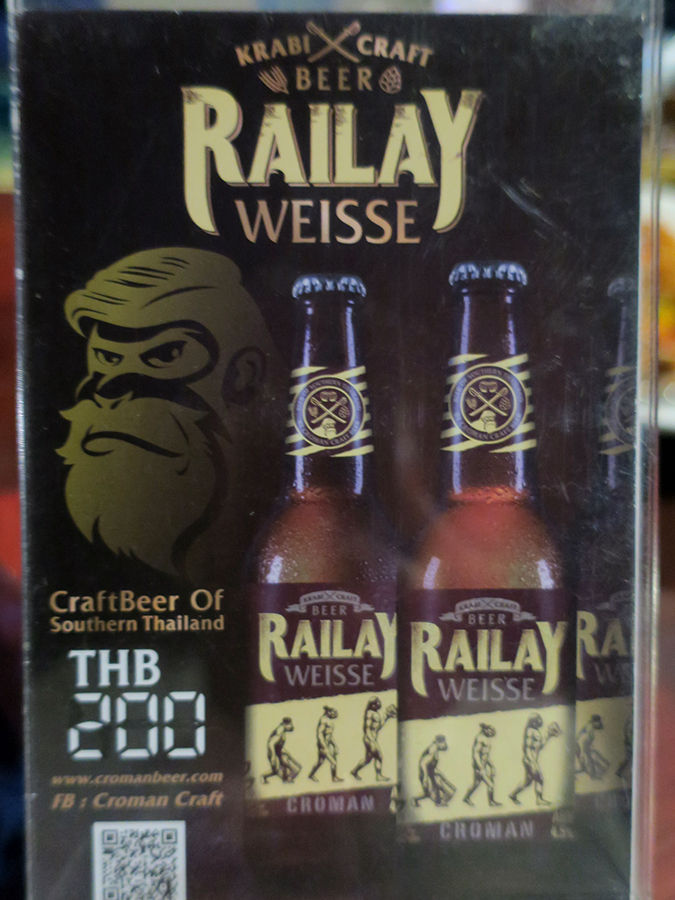 KRABI CRAFT
BEER
RAILAY
WEISSE
CraftBeer Of
Southern Thailand
THB
200
www.cromanbeer.com
FB : Croman Craft
KRABI CRAFT
BEER
RAILAY
WEISSE
CROMAN
KRABI CRAFT
BEER
RAILAY
WEISSE
CROMAN